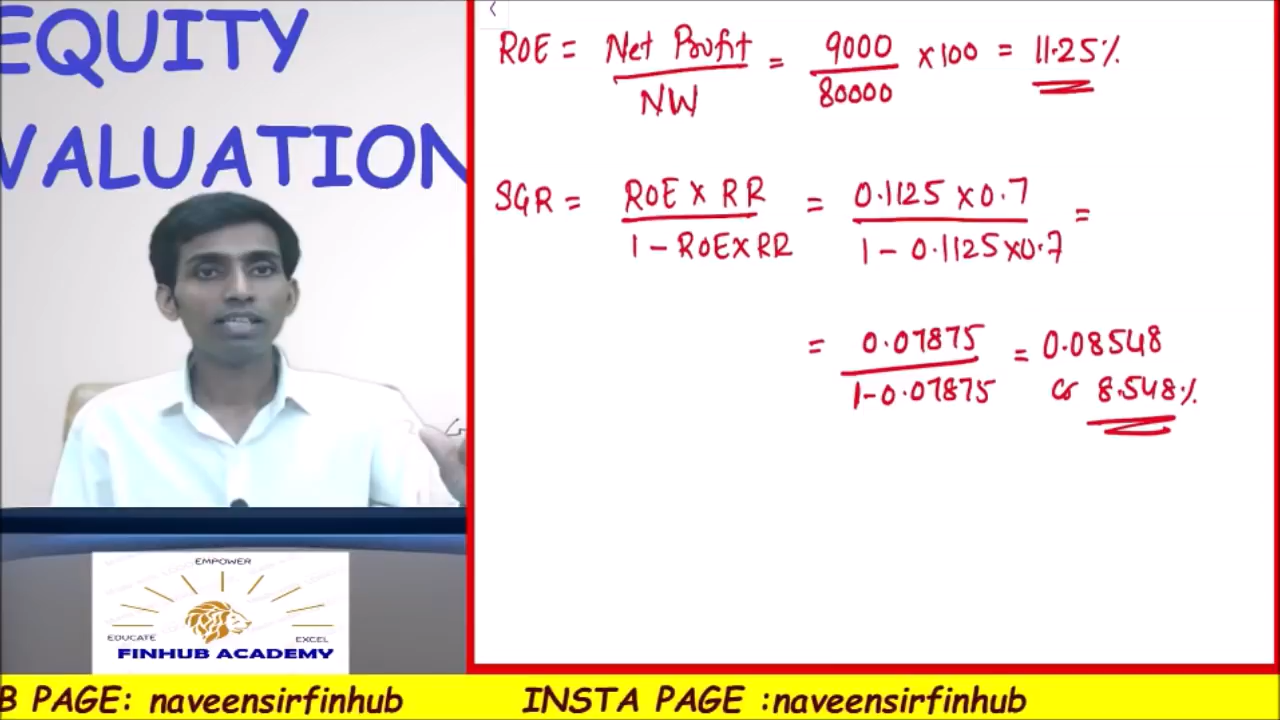 EQUITY
VALUATION
ROE = Net Profit / NW = 9000 / 80000 × 100 = 11.25%
SGR = ROE × RR / 1 - ROE × RR = 0.1125 × 0.7 / 1 - 0.1125 × 0.7 =
= 0.07875 / 1 - 0.07875 = 0.08548
or 8.548%
EMPOWER
EDUCATE
EXCEL
FINHUB ACADEMY
B PAGE: naveensirfinhub
INSTA PAGE :naveensirfinhub